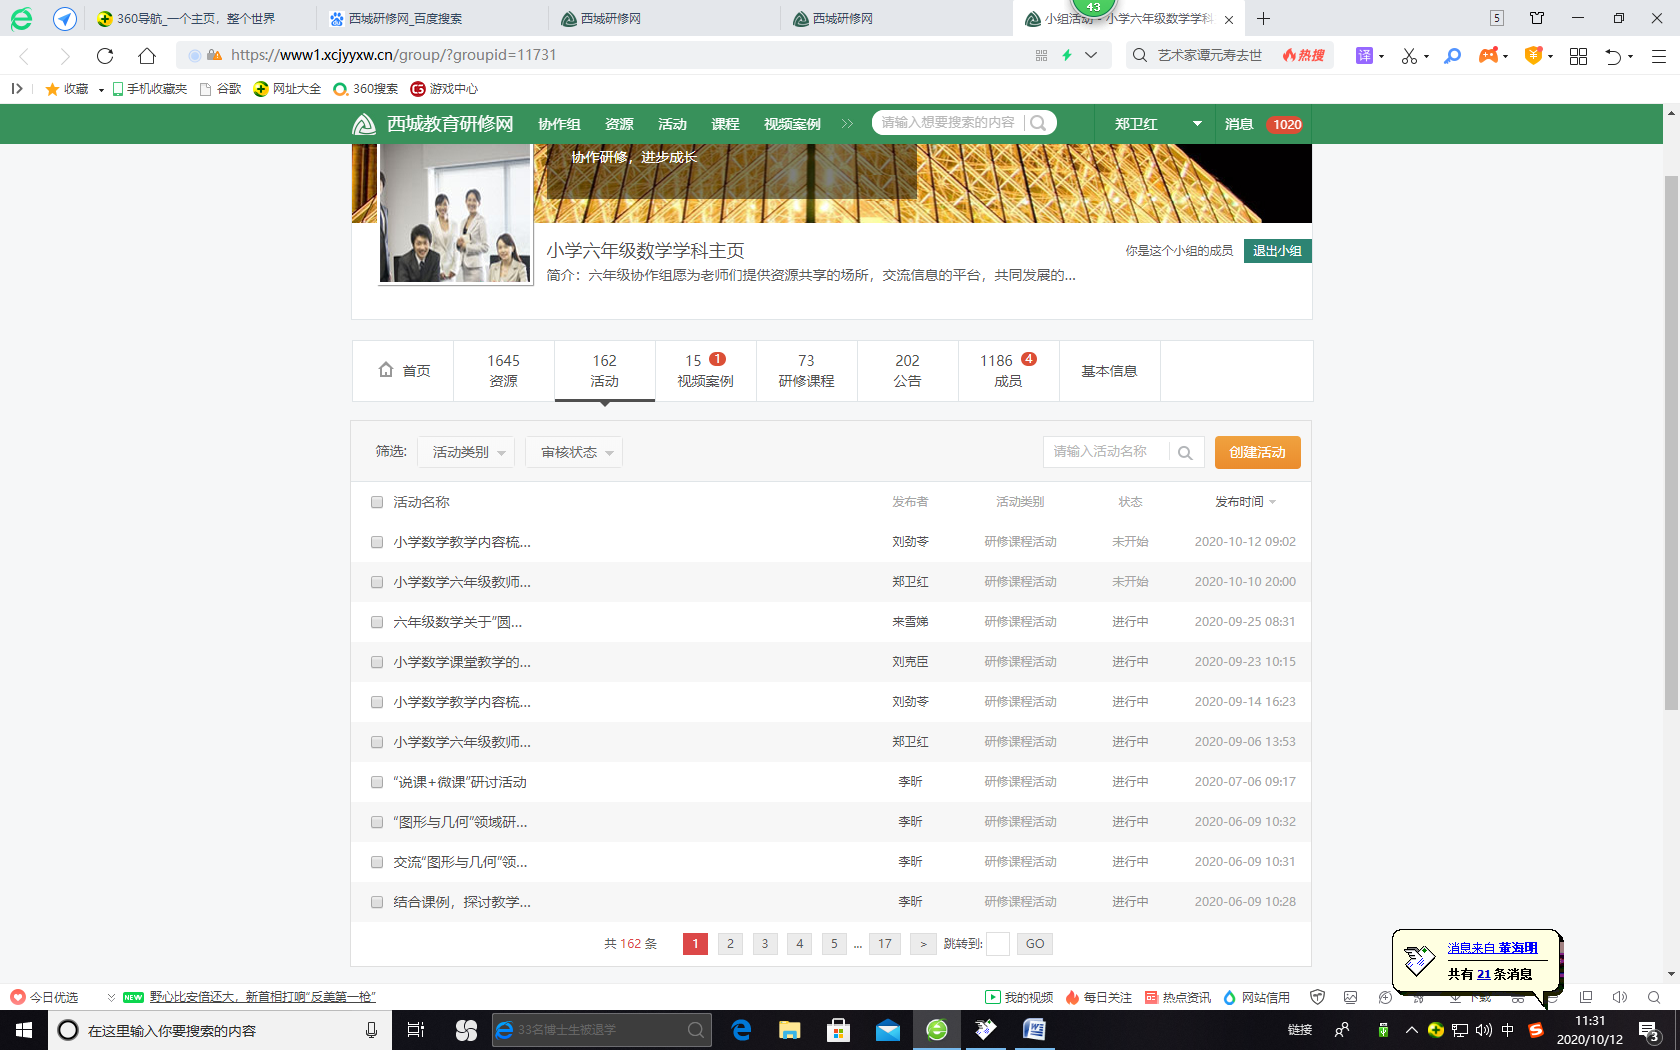 360导航_一个主页，整个世界
西城研修网_百度搜索
西城研修网
西城研修网
小组活动 - 小学六年级数学学科
43
5
https://www1.xcjyyxw.cn/group/?groupid=11731
艺术家谭元寿去世
热搜
译
收藏
手机收藏夹
谷歌
网址大全
360搜索
游戏中心
西城教育研修网
协作组
资源
活动
课程
视频案例
请输入想要搜索的内容
郑卫红
消息
1020
协作研修，进步成长
小学六年级数学学科主页
你是这个小组的成员
退出小组
简介：六年级协作组愿为老师们提供资源共享的场所，交流信息的平台，共同发展的...
首页
1645
资源
162
活动
15
1
视频案例
73
研修课程
202
公告
1186
4
成员
基本信息
筛选:
活动类别
审核状态
请输入活动名称
创建活动
活动名称 发布者 活动类别 状态 发布时间
小学数学教学内容梳... 刘劲苓 研修课程活动 未开始 2020-10-12 09:02
小学数学六年级教师... 郑卫红 研修课程活动 未开始 2020-10-10 20:00
六年级数学关于“圆... 来雪娣 研修课程活动 进行中 2020-09-25 08:31
小学数学课堂教学的... 刘克臣 研修课程活动 进行中 2020-09-23 10:15
小学数学教学内容梳... 刘劲苓 研修课程活动 进行中 2020-09-14 16:23
小学数学六年级教师... 郑卫红 研修课程活动 进行中 2020-09-06 13:53
“说课+微课”研讨活动 李昕 研修课程活动 进行中 2020-07-06 09:17
“图形与几何”领域研... 李昕 研修课程活动 进行中 2020-06-09 10:32
交流“图形与几何”领... 李昕 研修课程活动 进行中 2020-06-09 10:31
结合课例，探讨教学... 李昕 研修课程活动 进行中 2020-06-09 10:28
共 162 条 1 2 3 4 5 ... 17 > 跳转到: GO
消息来自 董海明
共有 21 条消息
今日优选
NEW
野心比安倍还大，新首相打响“反美第一枪”
我的视频
每日关注
热点资讯
网站信用
下载
在这里输入你要搜索的内容
33名博士生被退学
链接
中
11:31
2020/10/12
3